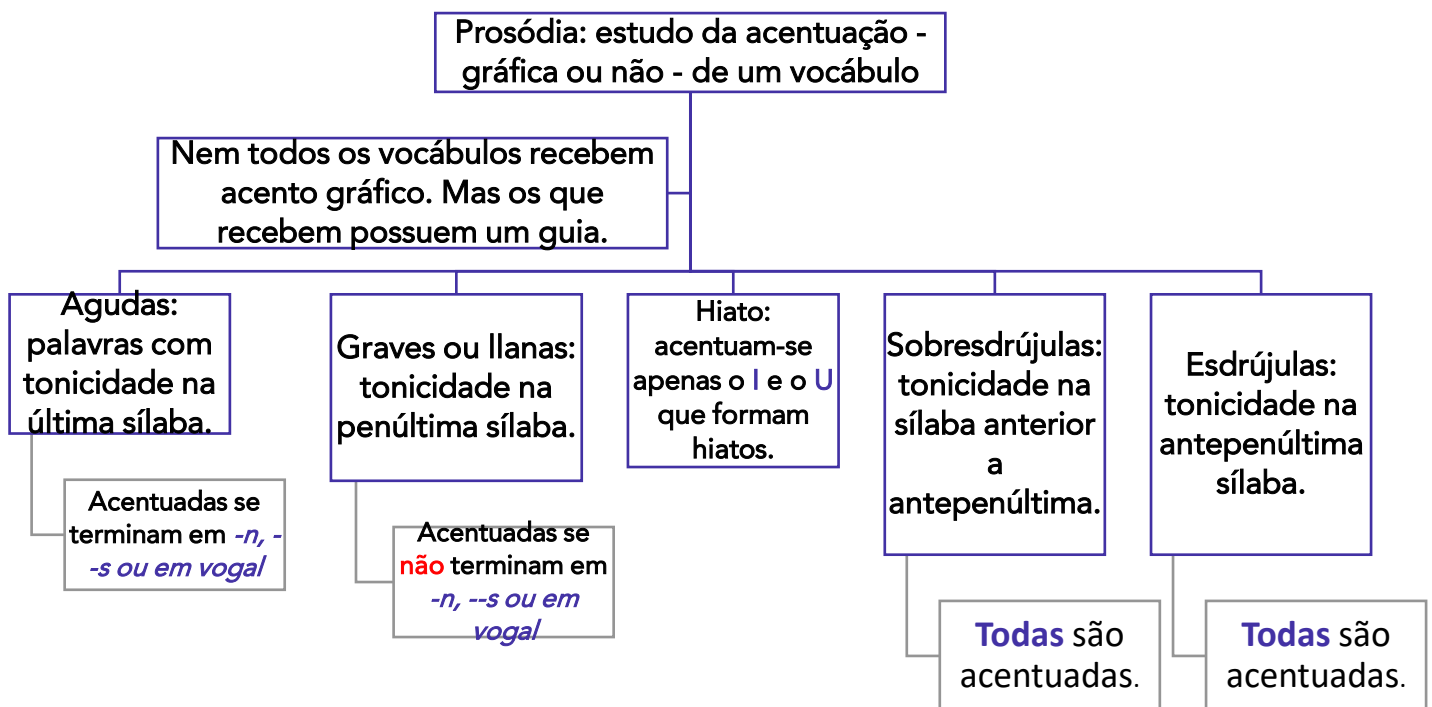 Prosódia: estudo da acentuação -
gráfica ou não - de um vocábulo
Nem todos os vocábulos recebem
acento gráfico. Mas os que
recebem possuem um guia.
Agudas:
palavras com
tonicidade na
última sílaba.
Acentuadas se
terminam em -n, -
-s ou em vogal
Graves ou llanas:
tonicidade na
penúltima sílaba.
Acentuadas se
não terminam em
-n, --s ou em
vogal
Hiato:
acentuam-se
apenas o I e o U
que formam
hiatos.
Sobresdrújulas:
tonicidade na
sílaba anterior
a
antepenúltima.
Todas são
acentuadas.
Esdrújulas:
tonicidade na
antepenúltima
sílaba.
Todas são
acentuadas.